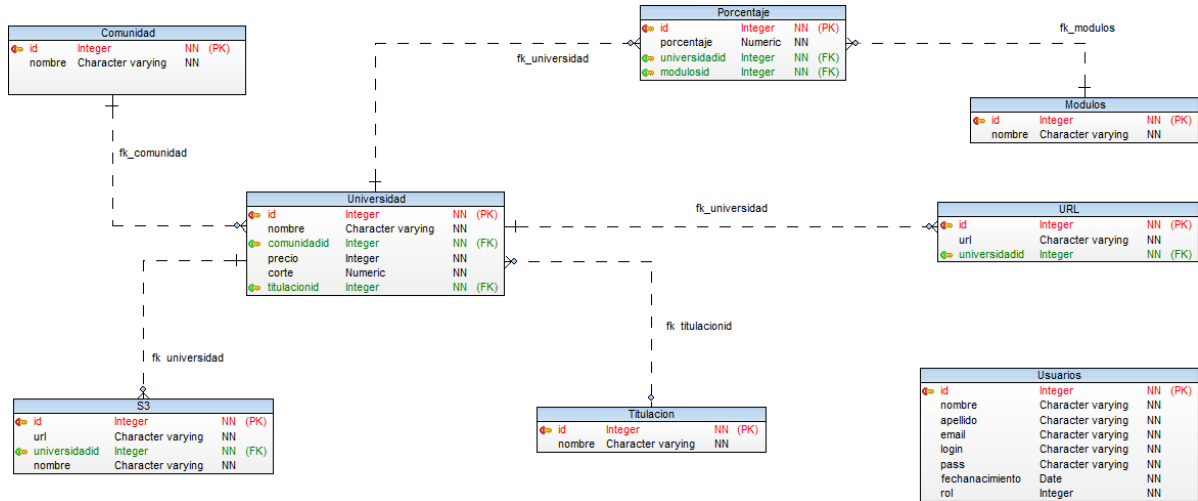 Comunidad
id Integer NN (PK)
nombre Character varying NN
Porcentaje
id Integer NN (PK)
porcentaje Numeric NN
universidadid Integer NN (FK)
modulosid Integer NN (FK)
fk_modulos
fk_universidad
Modulos
id Integer NN (PK)
nombre Character varying NN
fk_comunidad
Universidad
id Integer NN (PK)
nombre Character varying NN
comunidadid Integer NN (FK)
precio Integer NN
corte Numeric NN
titulacionid Integer NN (FK)
fk_universidad
URL
id Integer NN (PK)
url Character varying NN
universidadid Integer NN (FK)
fk_titulacionid
fk_universidad
S3
id Integer NN (PK)
url Character varying NN
universidadid Integer NN (FK)
nombre Character varying NN
Titulacion
id Integer NN (PK)
nombre Character varying NN
Usuarios
id Integer NN (PK)
nombre Character varying NN
apellido Character varying NN
email Character varying NN
login Character varying NN
pass Character varying NN
fechanacimiento Date NN
rol Integer NN